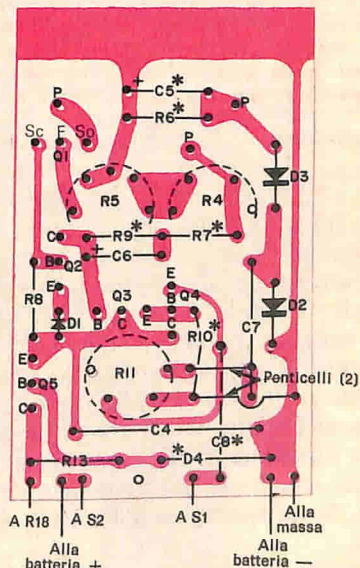 P + C5 *
R6 * P
Sc F So P
Q1
R5 R4 D3
C R9 * R7 *
B Q2 + C6
E E
R8 Q3 B Q4 C7 D2
D1 B C E C R10 *
E
B Q5 R11 Penticelli (2)
C
C4
C8 *
R13 * D4
A R18 A S2 A S1 Alla
massa
Alla Alla
batteria + batteria —